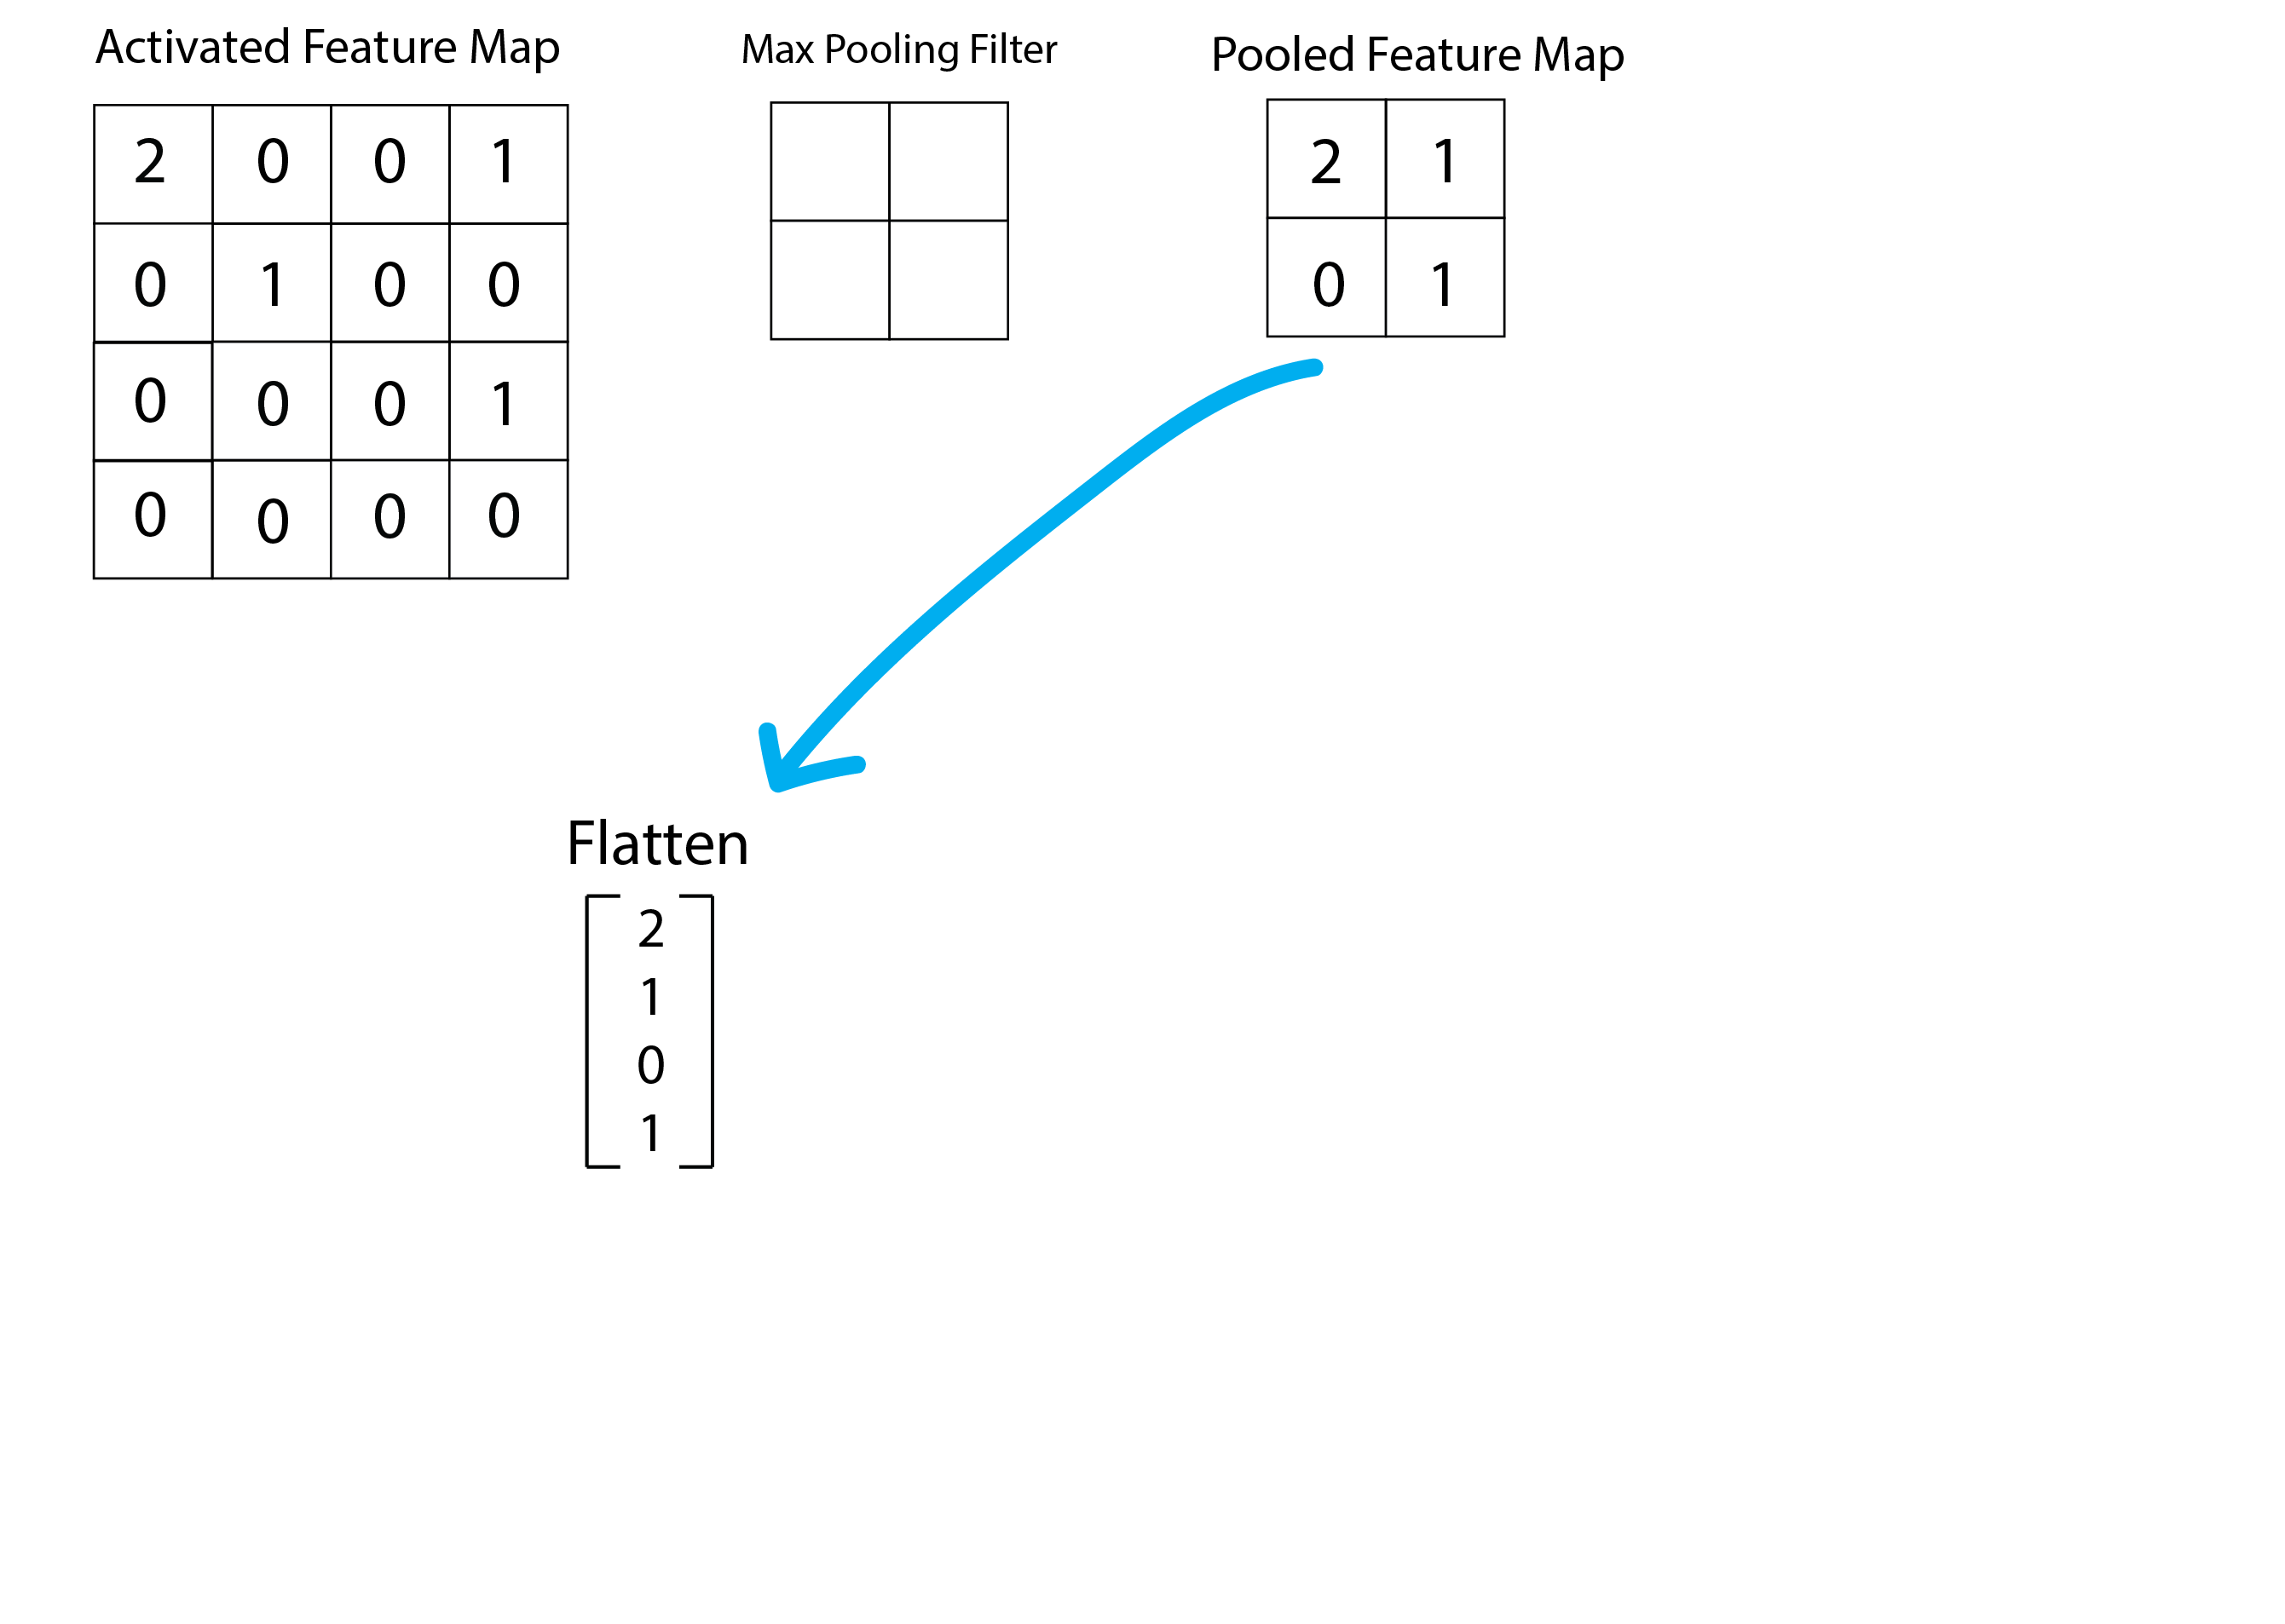 Activated Feature Map
Max Pooling Filter
Pooled Feature Map
2 0 0 1
0 1 0 0
0 0 0 1
0 0 0 0
2 1
0 1
Flatten
2
1
0
1